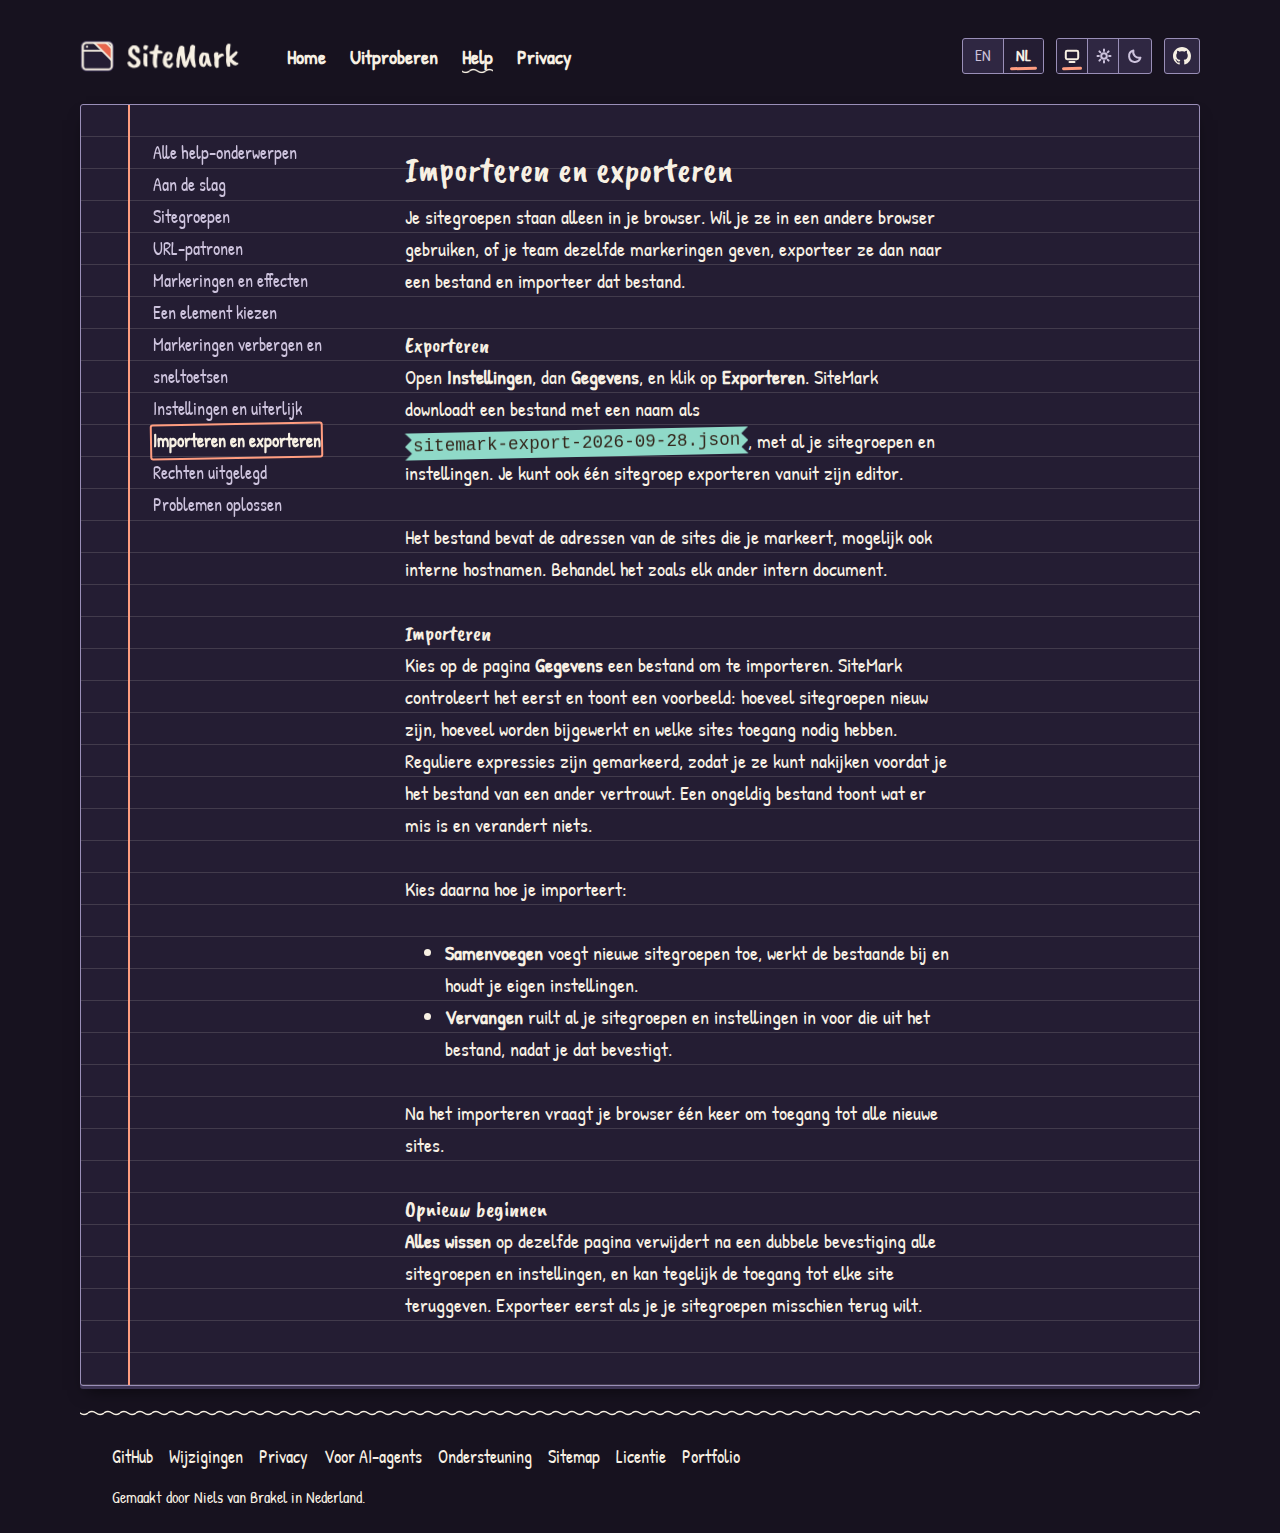 SiteMark
Home Uitproberen Help Privacy
EN NL
Alle help-onderwerpen
Aan de slag
Sitegroepen
URL-patronen
Markeringen en effecten
Een element kiezen
Markeringen verbergen en
sneltoetsen
Instellingen en uiterlijk
Importeren en exporteren
Rechten uitgelegd
Problemen oplossen
Importeren en exporteren
Je sitegroepen staan alleen in je browser. Wil je ze in een andere browser
gebruiken, of je team dezelfde markeringen geven, exporteer ze dan naar
een bestand en importeer dat bestand.
Exporteren
Open Instellingen, dan Gegevens, en klik op Exporteren. SiteMark
downloadt een bestand met een naam als
sitemark-export-2026-09-28.json, met al je sitegroepen en
instellingen. Je kunt ook één sitegroep exporteren vanuit zijn editor.
Het bestand bevat de adressen van de sites die je markeert, mogelijk ook
interne hostnamen. Behandel het zoals elk ander intern document.
Importeren
Kies op de pagina Gegevens een bestand om te importeren. SiteMark
controleert het eerst en toont een voorbeeld: hoeveel sitegroepen nieuw
zijn, hoeveel worden bijgewerkt en welke sites toegang nodig hebben.
Reguliere expressies zijn gemarkeerd, zodat je ze kunt nakijken voordat je
het bestand van een ander vertrouwt. Een ongeldig bestand toont wat er
mis is en verandert niets.
Kies daarna hoe je importeert:
Samenvoegen voegt nieuwe sitegroepen toe, werkt de bestaande bij en
houdt je eigen instellingen.
Vervangen ruilt al je sitegroepen en instellingen in voor die uit het
bestand, nadat je dat bevestigt.
Na het importeren vraagt je browser één keer om toegang tot alle nieuwe
sites.
Opnieuw beginnen
Alles wissen op dezelfde pagina verwijdert na een dubbele bevestiging alle
sitegroepen en instellingen, en kan tegelijk de toegang tot elke site
teruggeven. Exporteer eerst als je je sitegroepen misschien terug wilt.
GitHub Wijzigingen Privacy Voor AI-agents Ondersteuning Sitemap Licentie Portfolio
Gemaakt door Niels van Brakel in Nederland.